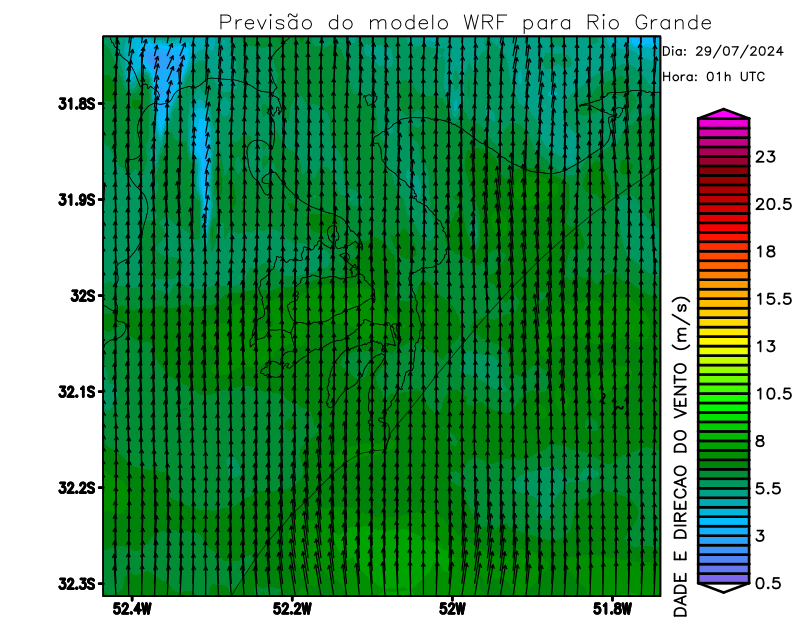 Previsão do modelo WRF para Rio Grande
Dia: 29/07/2024
Hora: 01h UTC
31.8S
31.9S
32S
32.1S
32.2S
32.3S
52.4W
52.2W
52W
51.8W
23
20.5
18
15.5
13
10.5
8
5.5
3
0.5
DADE E DIRECAO DO VENTO (m/s)